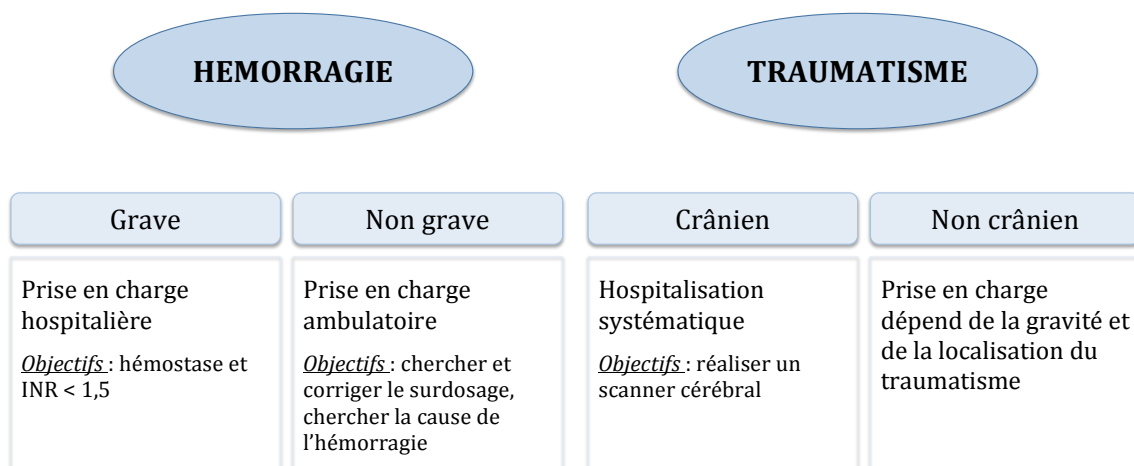 HEMORRAGIE
TRAUMATISME
Grave
Non grave
Crânien
Non crânien
Prise en charge
hospitalière
Objectifs : hémostase et
INR < 1,5
Prise en charge
ambulatoire
Objectifs : chercher et
corriger le surdosage,
chercher la cause de
l’hémorragie
Hospitalisation
systématique
Objectifs : réaliser un
scanner cérébral
Prise en charge
dépend de la gravité et
de la localisation du
traumatisme